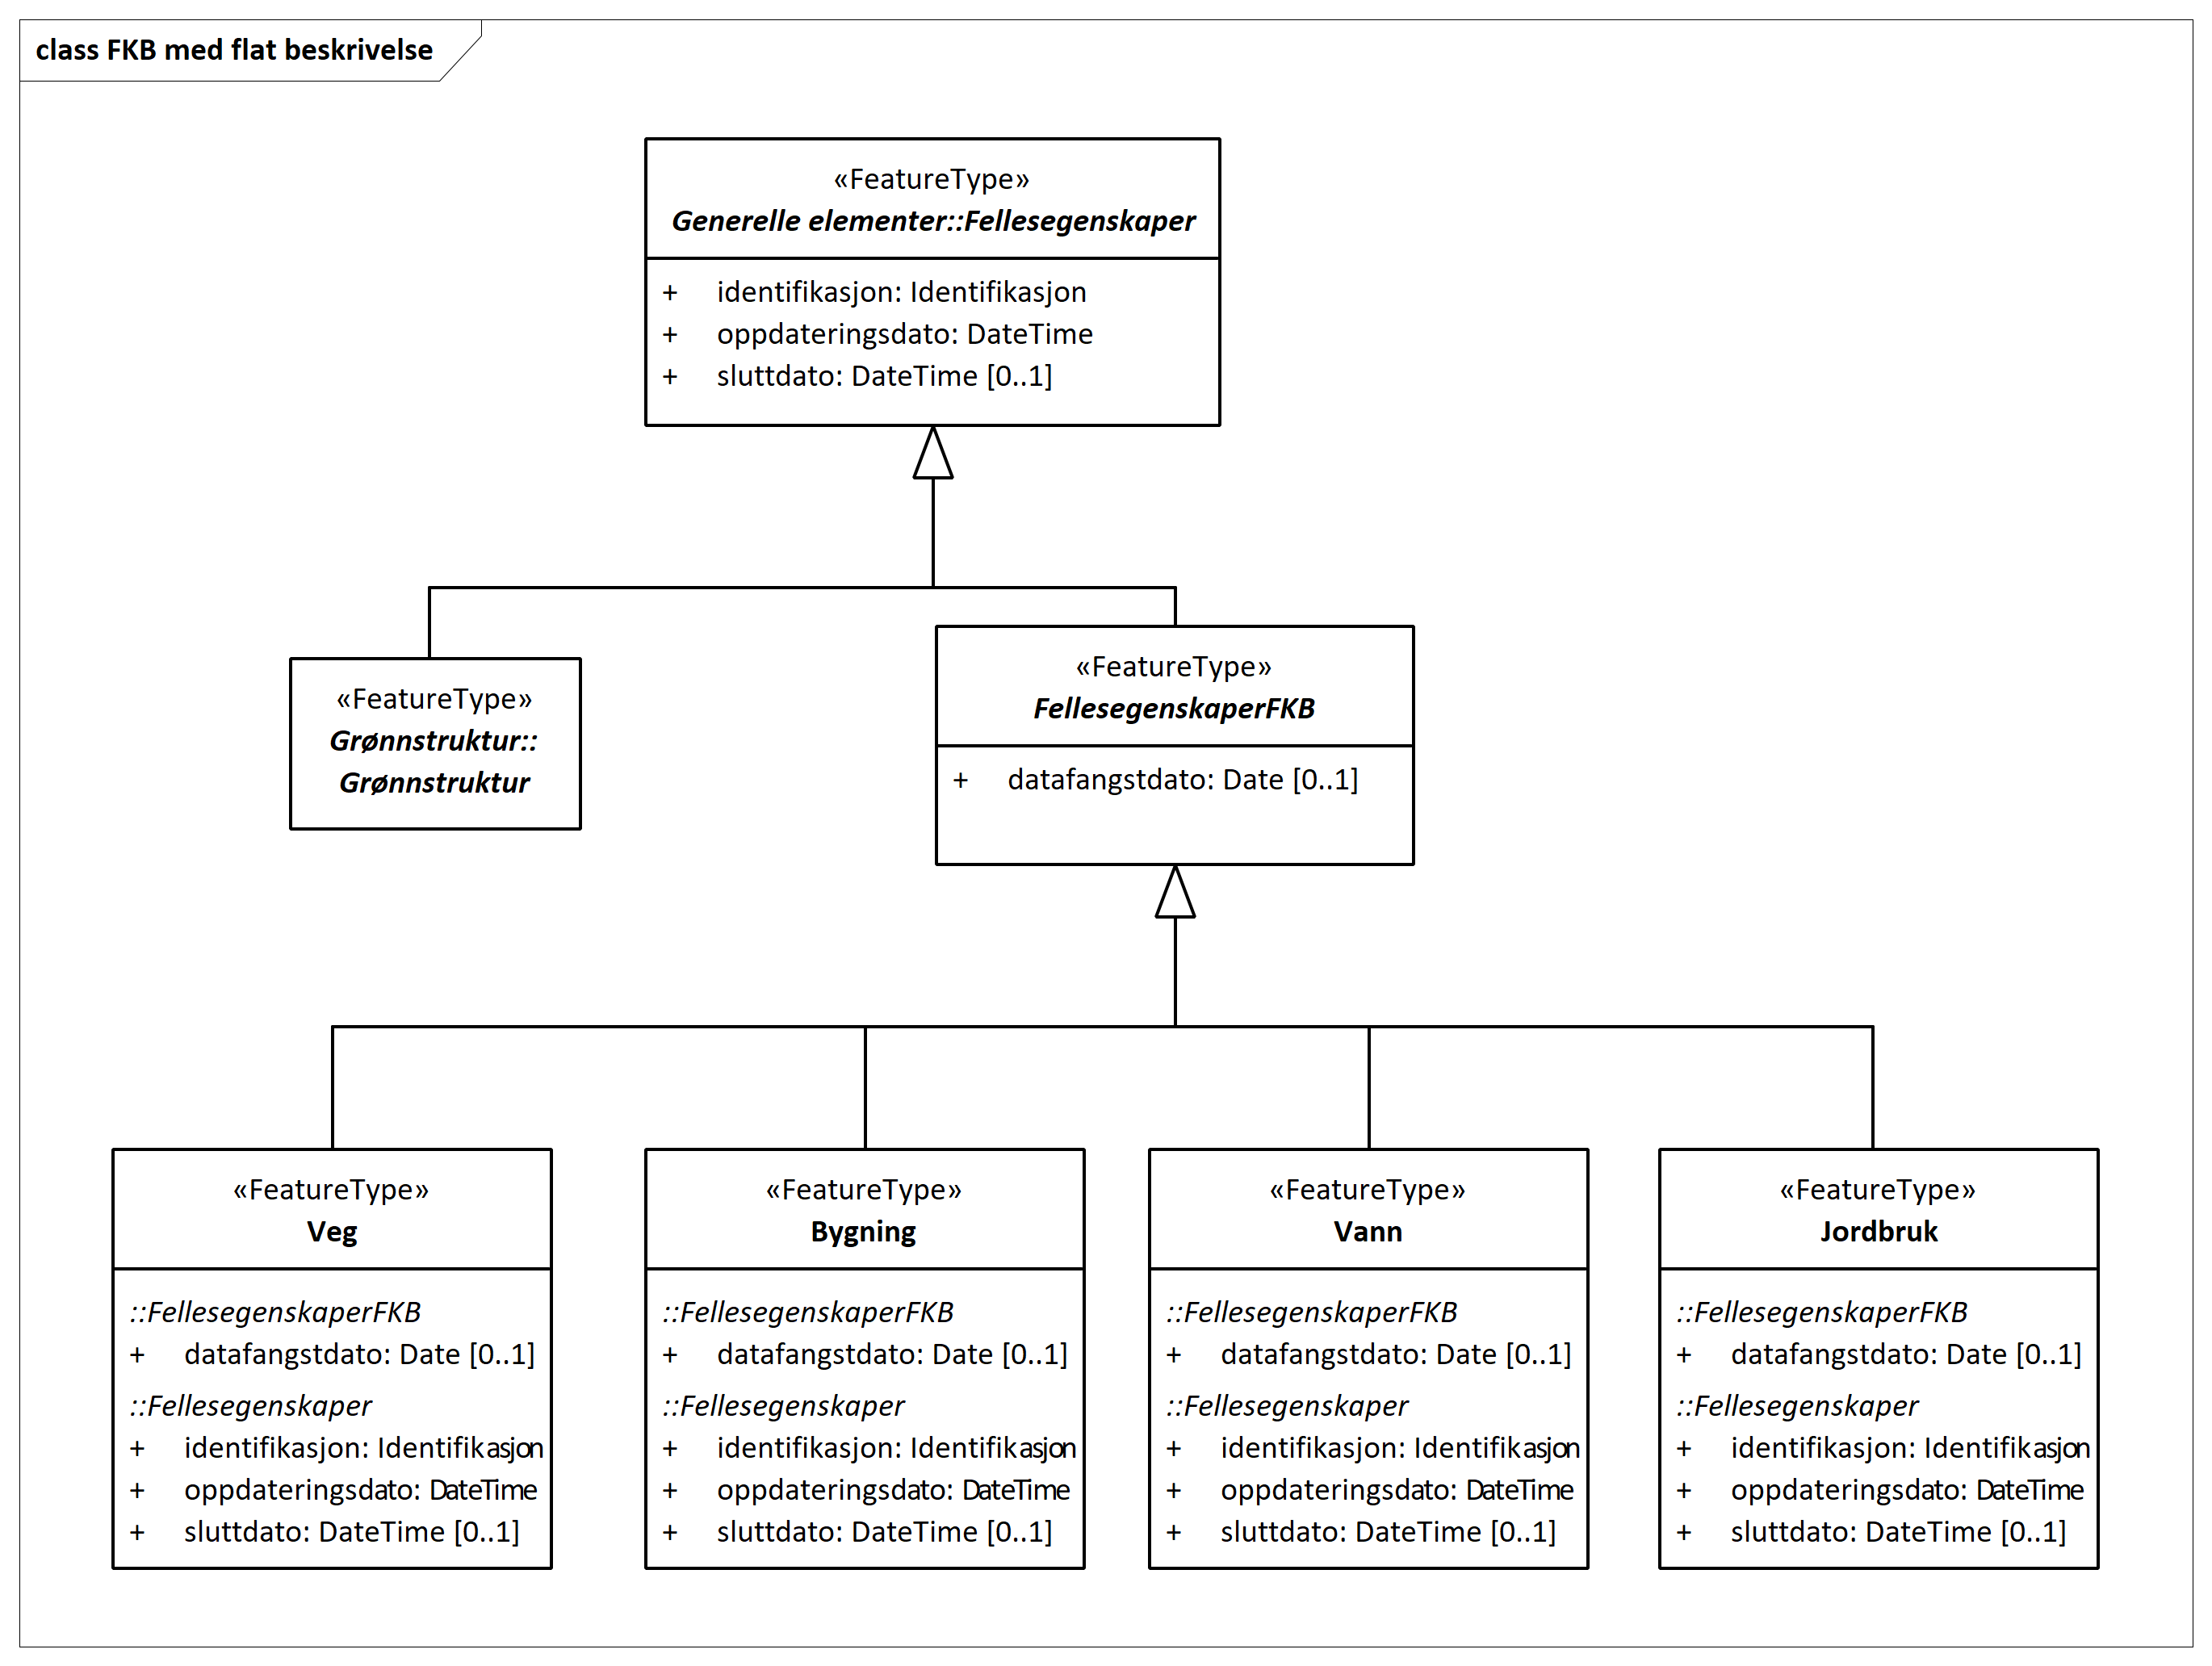 class FKB med flat beskrivelse
«FeatureType»
Generelle elementer::Fellesegenskaper
+ identifikasjon: Identifikasjon
+ oppdateringsdato: DateTime
+ sluttdato: DateTime [0..1]
«FeatureType»
Grønnstruktur::
Grønnstruktur
«FeatureType»
FellesegenskaperFKB
+ datafangstdato: Date [0..1]
«FeatureType»
Veg
::FellesegenskaperFKB
+ datafangstdato: Date [0..1]
::Fellesegenskaper
+ identifikasjon: Identifikasjon
+ oppdateringsdato: DateTime
+ sluttdato: DateTime [0..1]
«FeatureType»
Bygning
::FellesegenskaperFKB
+ datafangstdato: Date [0..1]
::Fellesegenskaper
+ identifikasjon: Identifikasjon
+ oppdateringsdato: DateTime
+ sluttdato: DateTime [0..1]
«FeatureType»
Vann
::FellesegenskaperFKB
+ datafangstdato: Date [0..1]
::Fellesegenskaper
+ identifikasjon: Identifikasjon
+ oppdateringsdato: DateTime
+ sluttdato: DateTime [0..1]
«FeatureType»
Jordbruk
::FellesegenskaperFKB
+ datafangstdato: Date [0..1]
::Fellesegenskaper
+ identifikasjon: Identifikasjon
+ oppdateringsdato: DateTime
+ sluttdato: DateTime [0..1]